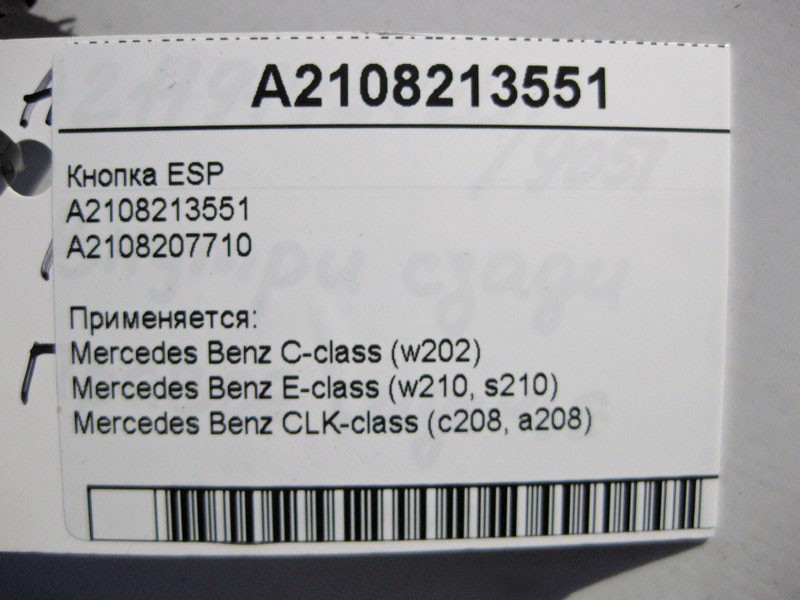 A2108213551
Кнопка ESP
A2108213551
A2108207710
Применяется:
Mercedes Benz C-class (w202)
Mercedes Benz E-class (w210, s210)
Mercedes Benz CLK-class (c208, a208)
сзади